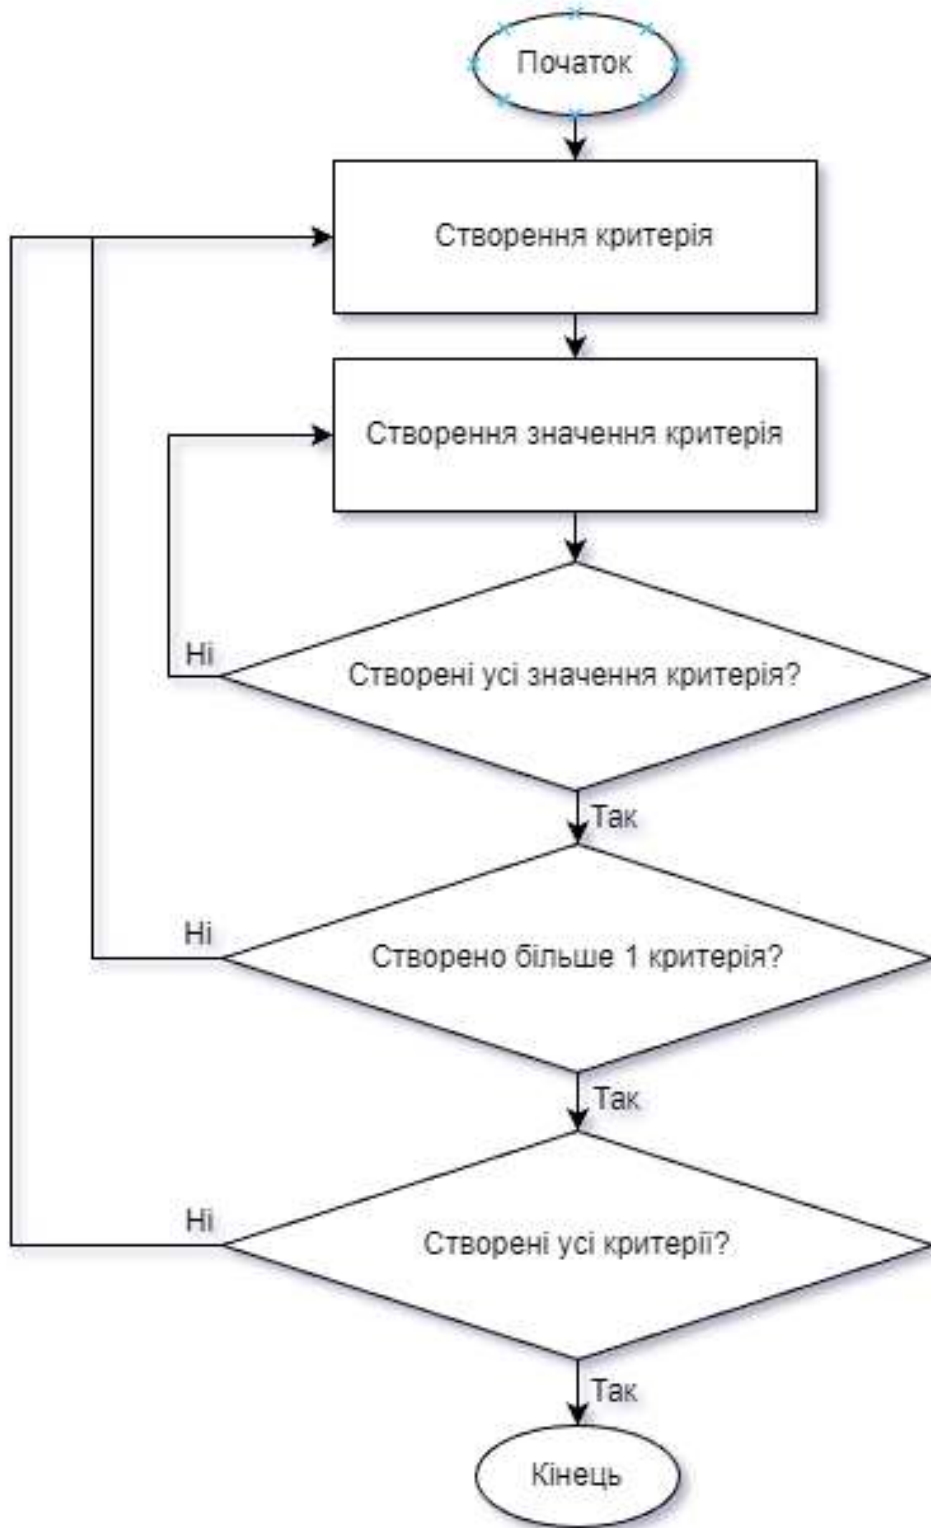 Початок
Створення критерія
Створення значення критерія
Ні
Створені усі значення критерія?
Так
Ні
Створено більше 1 критерія?
Так
Ні
Створені усі критерії?
Так
Кінець